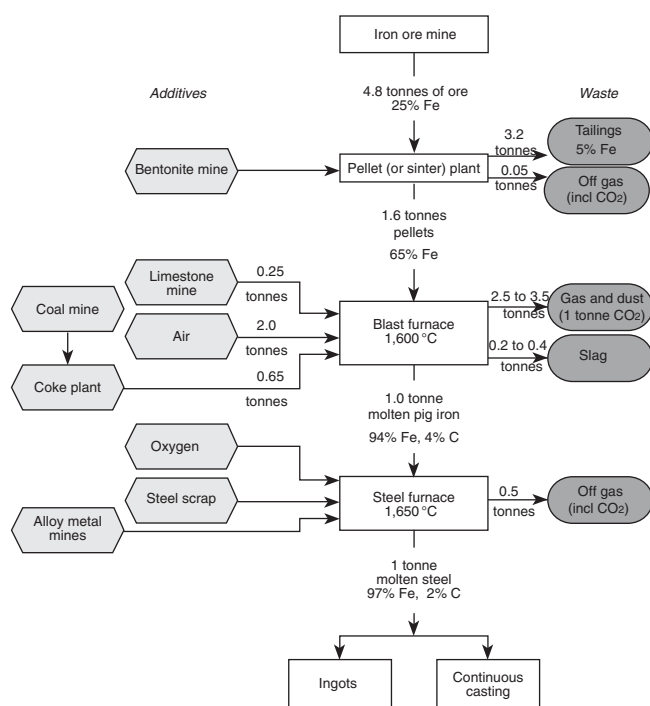 Iron ore mine
Additives
4.8 tonnes of ore
25% Fe
Waste
Bentonite mine
Pellet (or sinter) plant
3.2
tonnes
Tailings
5% Fe
0.05
tonnes
Off gas
(incl CO2)
1.6 tonnes
pellets
65% Fe
Limestone
mine
0.25
tonnes
Coal mine
Air
2.0
tonnes
Blast furnace
1,600 °C
2.5 to 3.5
tonnes
Gas and dust
(1 tonne CO2)
0.2 to 0.4
tonnes
Slag
Coke plant
0.65
tonnes
1.0 tonne
molten pig iron
94% Fe, 4% C
Oxygen
Steel scrap
Alloy metal
mines
Steel furnace
1,650 °C
0.5
tonnes
Off gas
(incl CO2)
1 tonne
molten steel
97% Fe, 2% C
Ingots
Continuous
casting